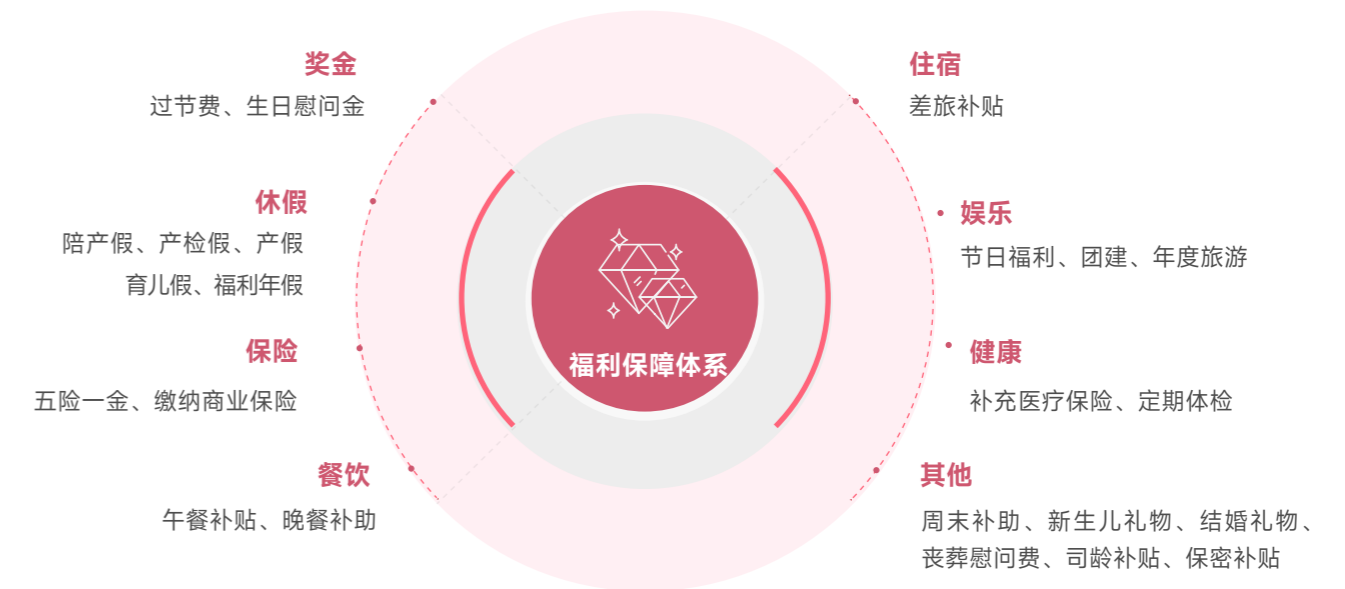 奖金
过节费、生日慰问金
休假
陪产假、产检假、产假
育儿假、福利年假
保险
五险一金、缴纳商业保险
餐饮
午餐补贴、晚餐补助
福利保障体系
住宿
差旅补贴
娱乐
节日福利、团建、年度旅游
健康
补充医疗保险、定期体检
其他
周末补助、新生儿礼物、结婚礼物、
丧葬慰问费、司龄补贴、保密补贴